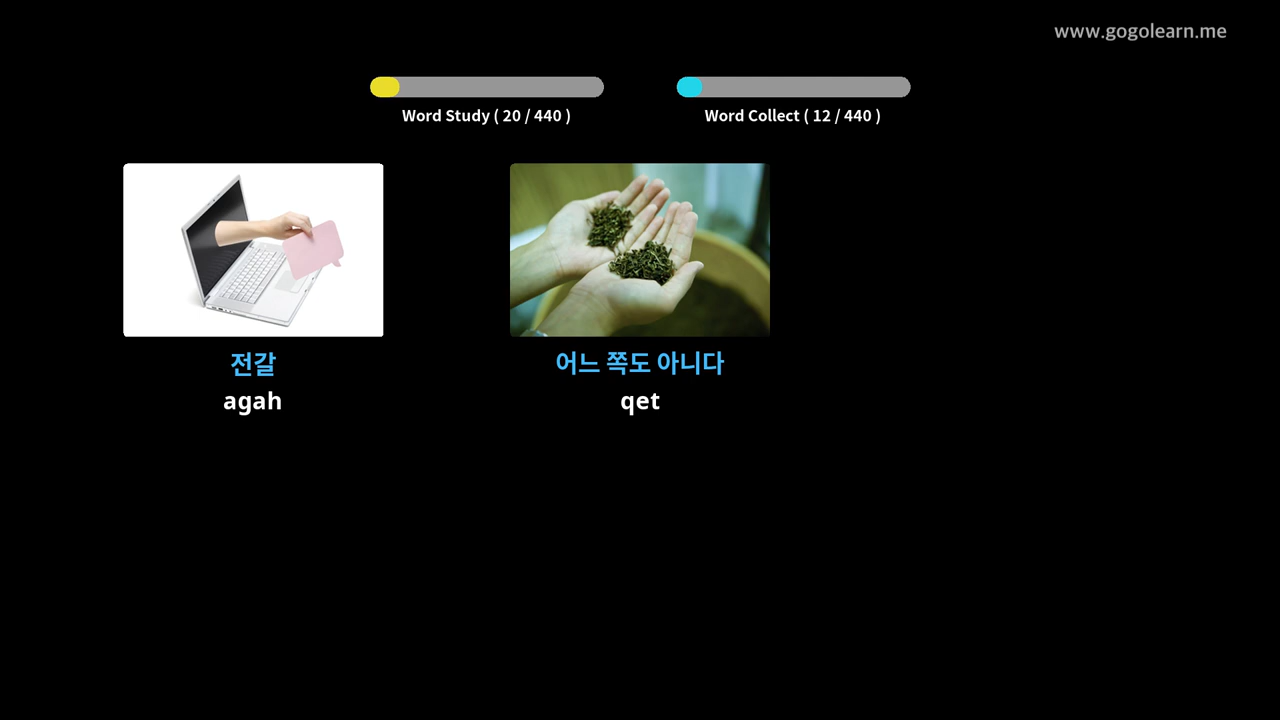 www.gogolearn.me
Word Study ( 20 / 440 )
Word Collect ( 12 / 440 )
전갈
agah
어느 쪽도 아니다
qet